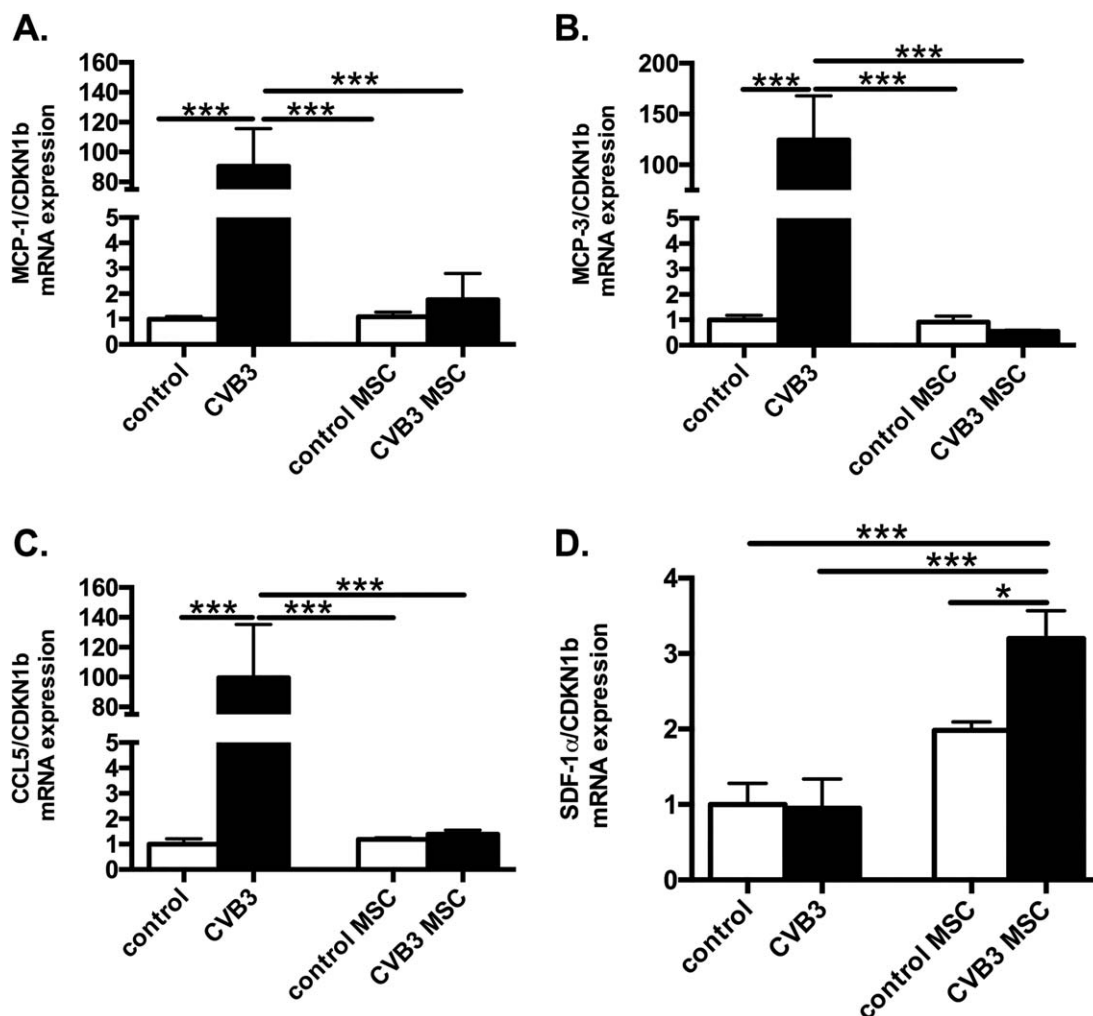 A.
MCP-1/CDKN1b
mRNA expression
160
140
120
100
80
5
4
3
2
1
0
***
***
***
control
CVB3
control MSC
CVB3 MSC
B.
MCP-3/CDKN1b
mRNA expression
200
150
100
5
4
3
2
1
0
***
***
***
control
CVB3
control MSC
CVB3 MSC
C.
CCL5/CDKN1b
mRNA expression
160
140
120
100
80
5
4
3
2
1
0
***
***
***
control
CVB3
control MSC
CVB3 MSC
D.
SDF-1α/CDKN1b
mRNA expression
4
3
2
1
0
***
***
*
control
CVB3
control MSC
CVB3 MSC